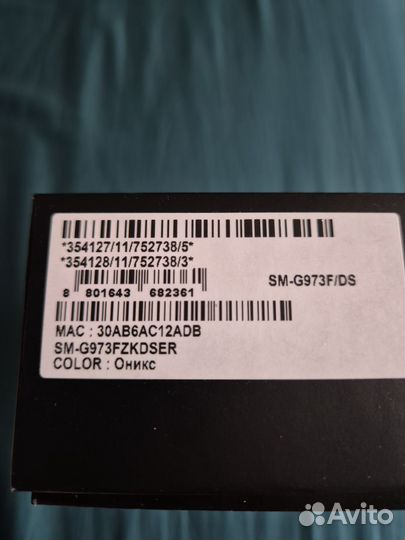 *354127/11/752738/5*
*354128/11/752738/3*
SM-G973F/DS
8 801643 682361
MAC : 30AB6AC12ADB
SM-G973FZKDSER
COLOR : Оникс
Avito